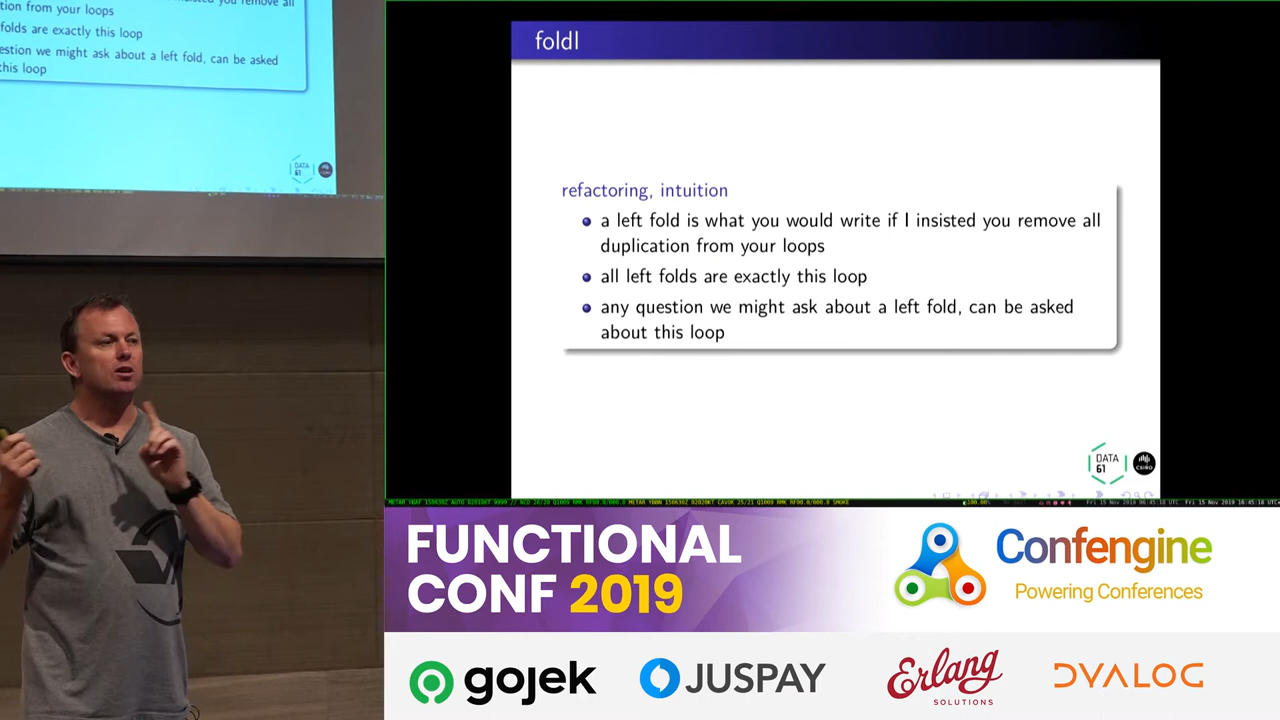 tion from your loops
folds are exactly this loop
estion we might ask about a left fold, can be asked
this loop
DATA
61
foldl
refactoring, intuition
a left fold is what you would write if I insisted you remove all
duplication from your loops
all left folds are exactly this loop
any question we might ask about a left fold, can be asked
about this loop
DATA
61
CSIRO
FUNCTIONAL
CONF 2019
Confengine
Powering Conferences
gojek
JUSPAY
Erlang
SOLUTIONS
DYALOG